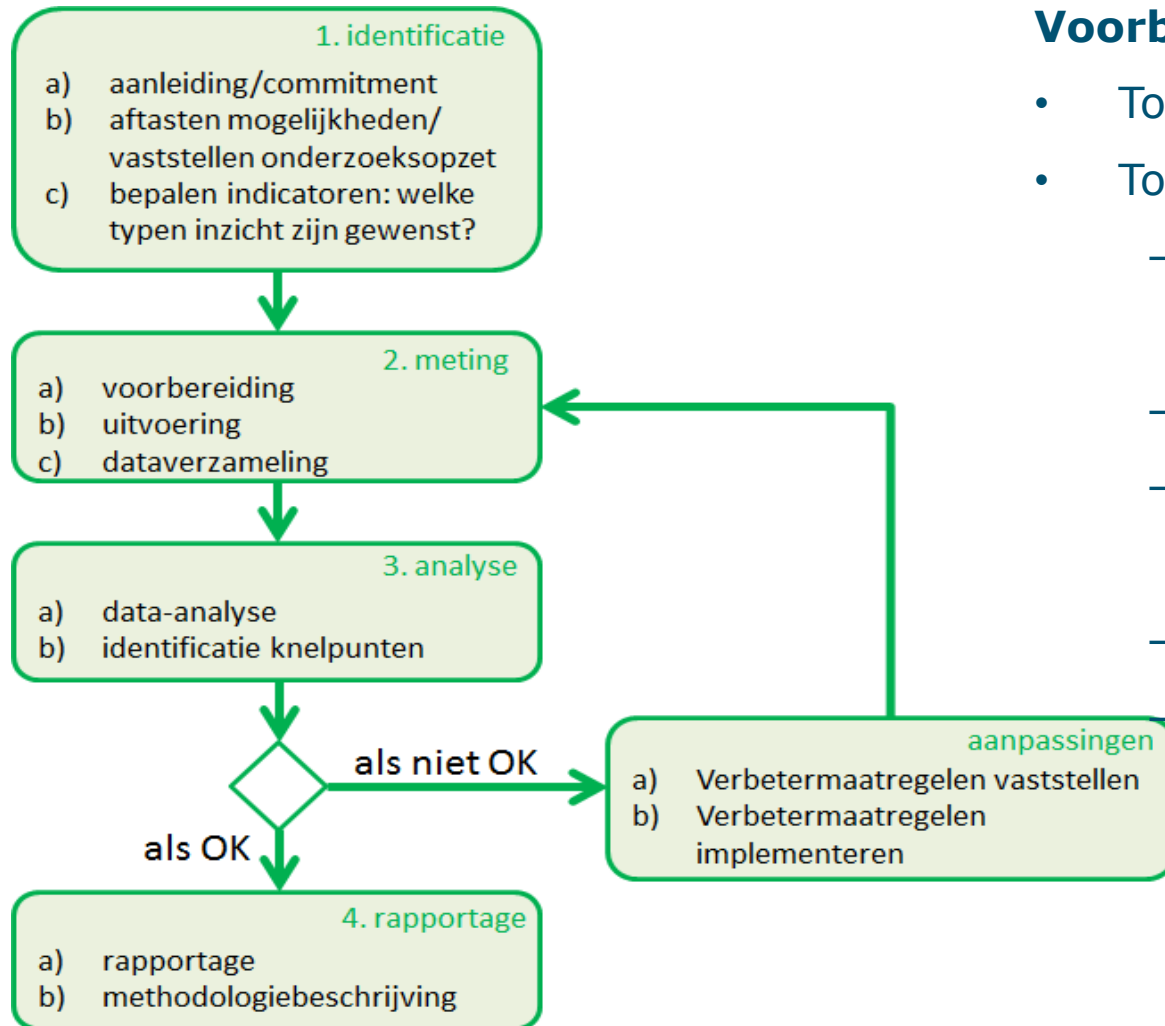 1. identificatie
a) aanleiding/commitment
b) aftasten mogelijkheden/
vaststellen onderzoeksopzet
c) bepalen indicatoren: welke
typen inzicht zijn gewenst?
2. meting
a) voorbereiding
b) uitvoering
c) dataverzameling
3. analyse
a) data-analyse
b) identificatie knelpunten
als niet OK
als OK
aanpassingen
a) Verbetermaatregelen vaststellen
b) Verbetermaatregelen
implementeren
4. rapportage
a) rapportage
b) methodologiebeschrijving
Voorb
• To
• To
–
–
–
–
–